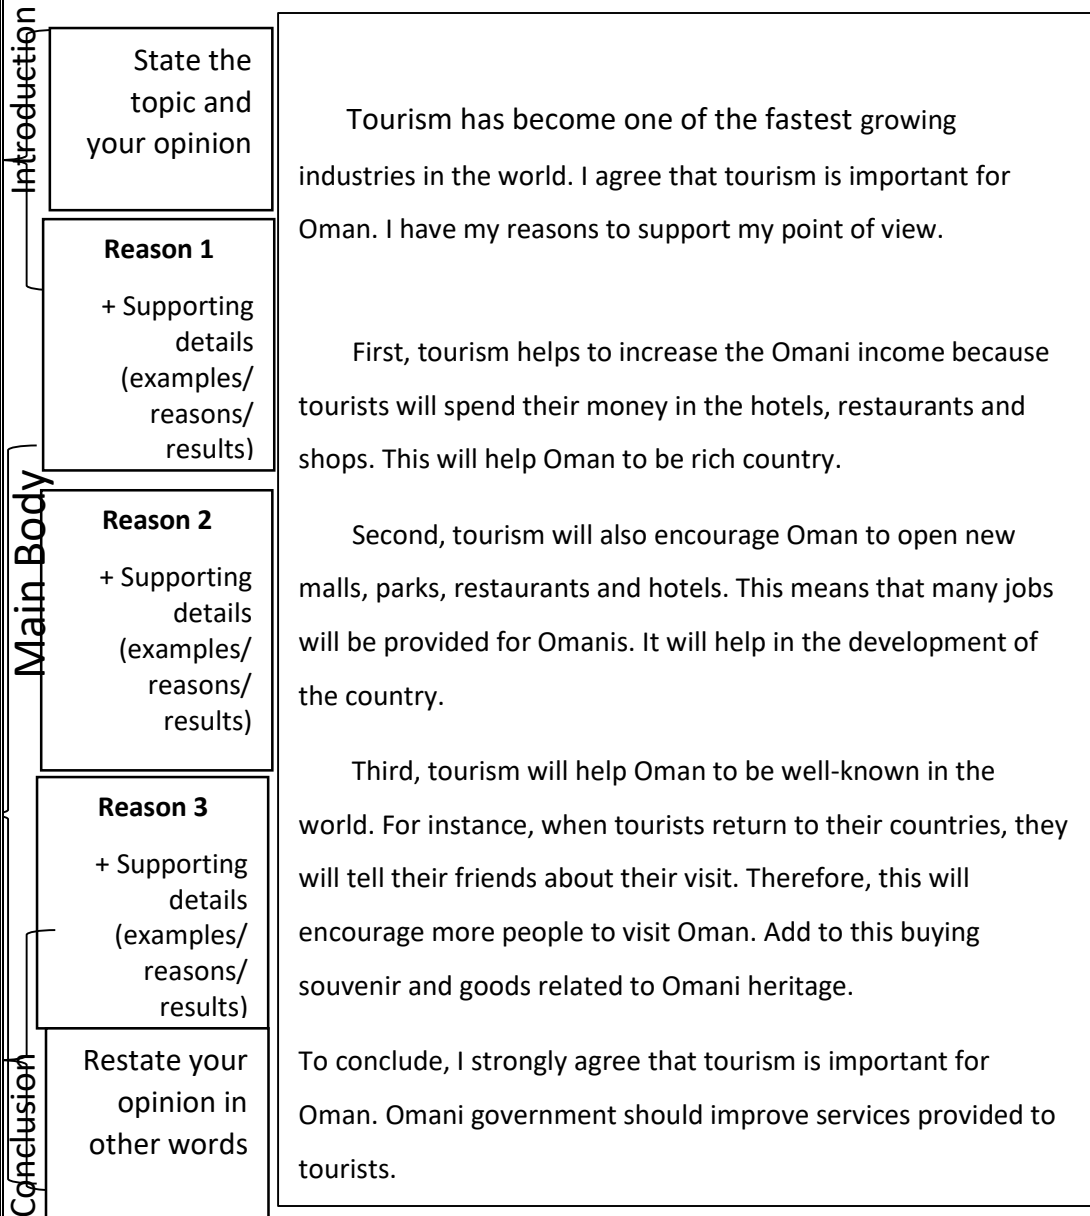 Introduction
State the
topic and
your opinion
Tourism has become one of the fastest growing
industries in the world. I agree that tourism is important for
Oman. I have my reasons to support my point of view.
Main Body
Reason 1
+ Supporting
details
(examples/
reasons/
results)
First, tourism helps to increase the Omani income because
tourists will spend their money in the hotels, restaurants and
shops. This will help Oman to be rich country.
Reason 2
+ Supporting
details
(examples/
reasons/
results)
Second, tourism will also encourage Oman to open new
malls, parks, restaurants and hotels. This means that many jobs
will be provided for Omanis. It will help in the development of
the country.
Reason 3
+ Supporting
details
(examples/
reasons/
results)
Third, tourism will help Oman to be well-known in the
world. For instance, when tourists return to their countries, they
will tell their friends about their visit. Therefore, this will
encourage more people to visit Oman. Add to this buying
souvenir and goods related to Omani heritage.
Conclusion
Restate your
opinion in
other words
To conclude, I strongly agree that tourism is important for
Oman. Omani government should improve services provided to
tourists.